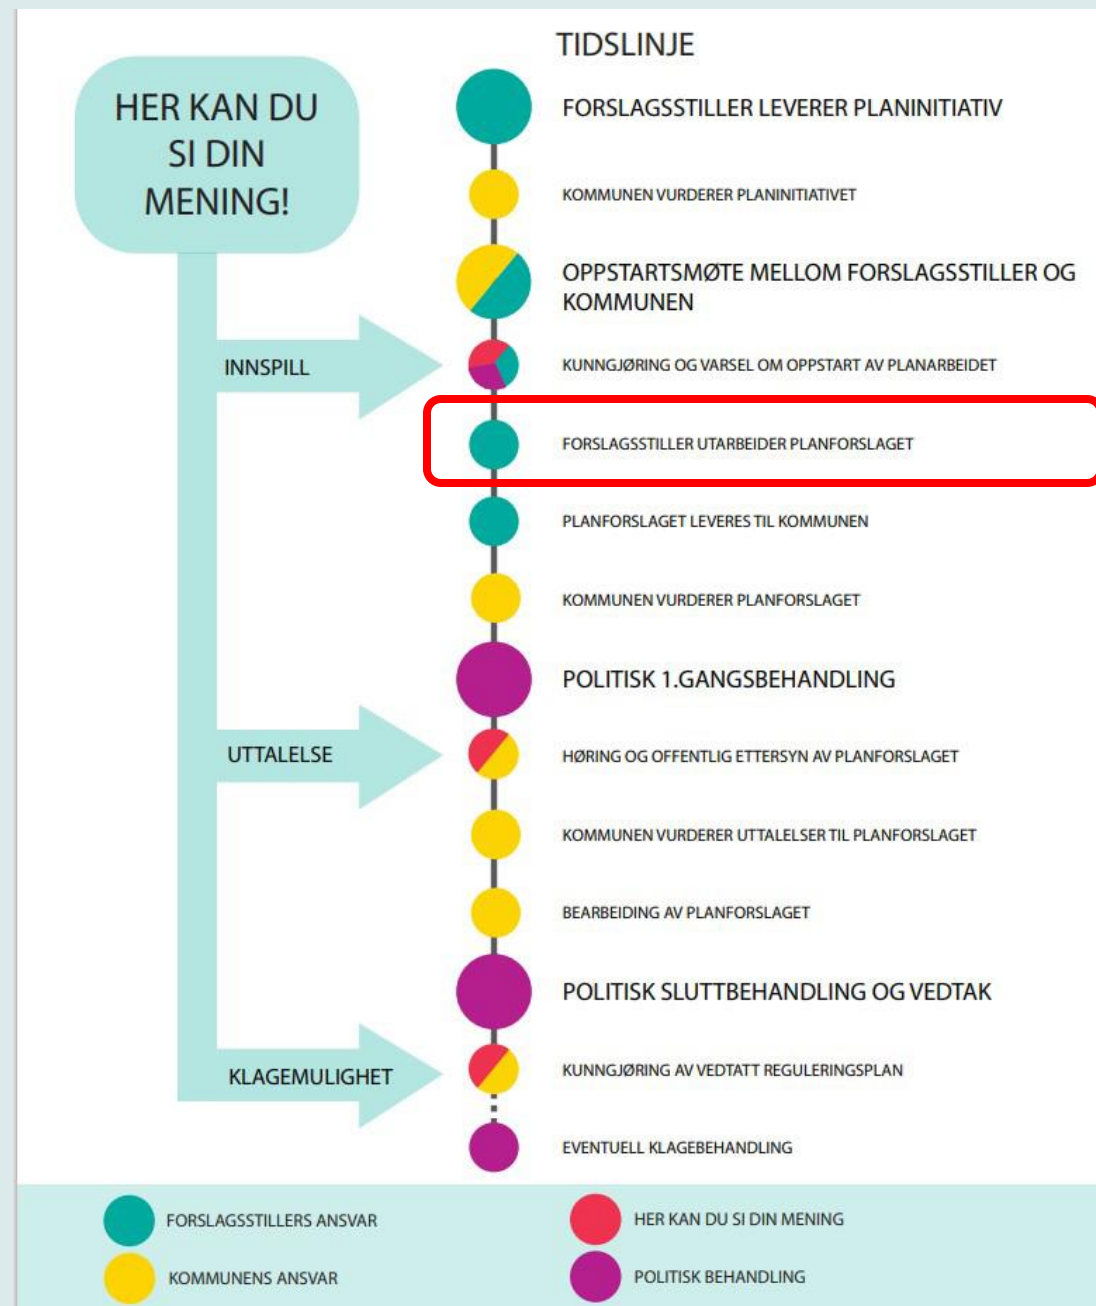 TIDSLINJE
HER KAN DU
SI DIN
MENING!
FORSLAGSSTILLER LEVERER PLANINITIATIV
KOMMUNEN VURDERER PLANINITIATIVET
OPPSTARTSMØTE MELLOM FORSLAGSSTILLER OG
KOMMUNEN
INNSPILL
KUNNGJØRING OG VARSEL OM OPPSTART AV PLANARBEIDET
FORSLAGSSTILLER UTARBEIDER PLANFORSLAGET
PLANFORSLAGET LEVERES TIL KOMMUNEN
KOMMUNEN VURDERER PLANFORSLAGET
POLITISK 1.GANGSBEHANDLING
UTTALELSE
HØRING OG OFFENTLIG ETTERSYN AV PLANFORSLAGET
KOMMUNEN VURDERER UTTALELSER TIL PLANFORSLAGET
BEARBEIDING AV PLANFORSLAGET
POLITISK SLUTTBEHANDLING OG VEDTAK
KLAGEMULIGHET
KUNNGJØRING AV VEDTATT REGULERINGSPLAN
EVENTUELL KLAGEBEHANDLING
FORSLAGSSTILLERS ANSVAR
HER KAN DU SI DIN MENING
KOMMUNENS ANSVAR
POLITISK BEHANDLING